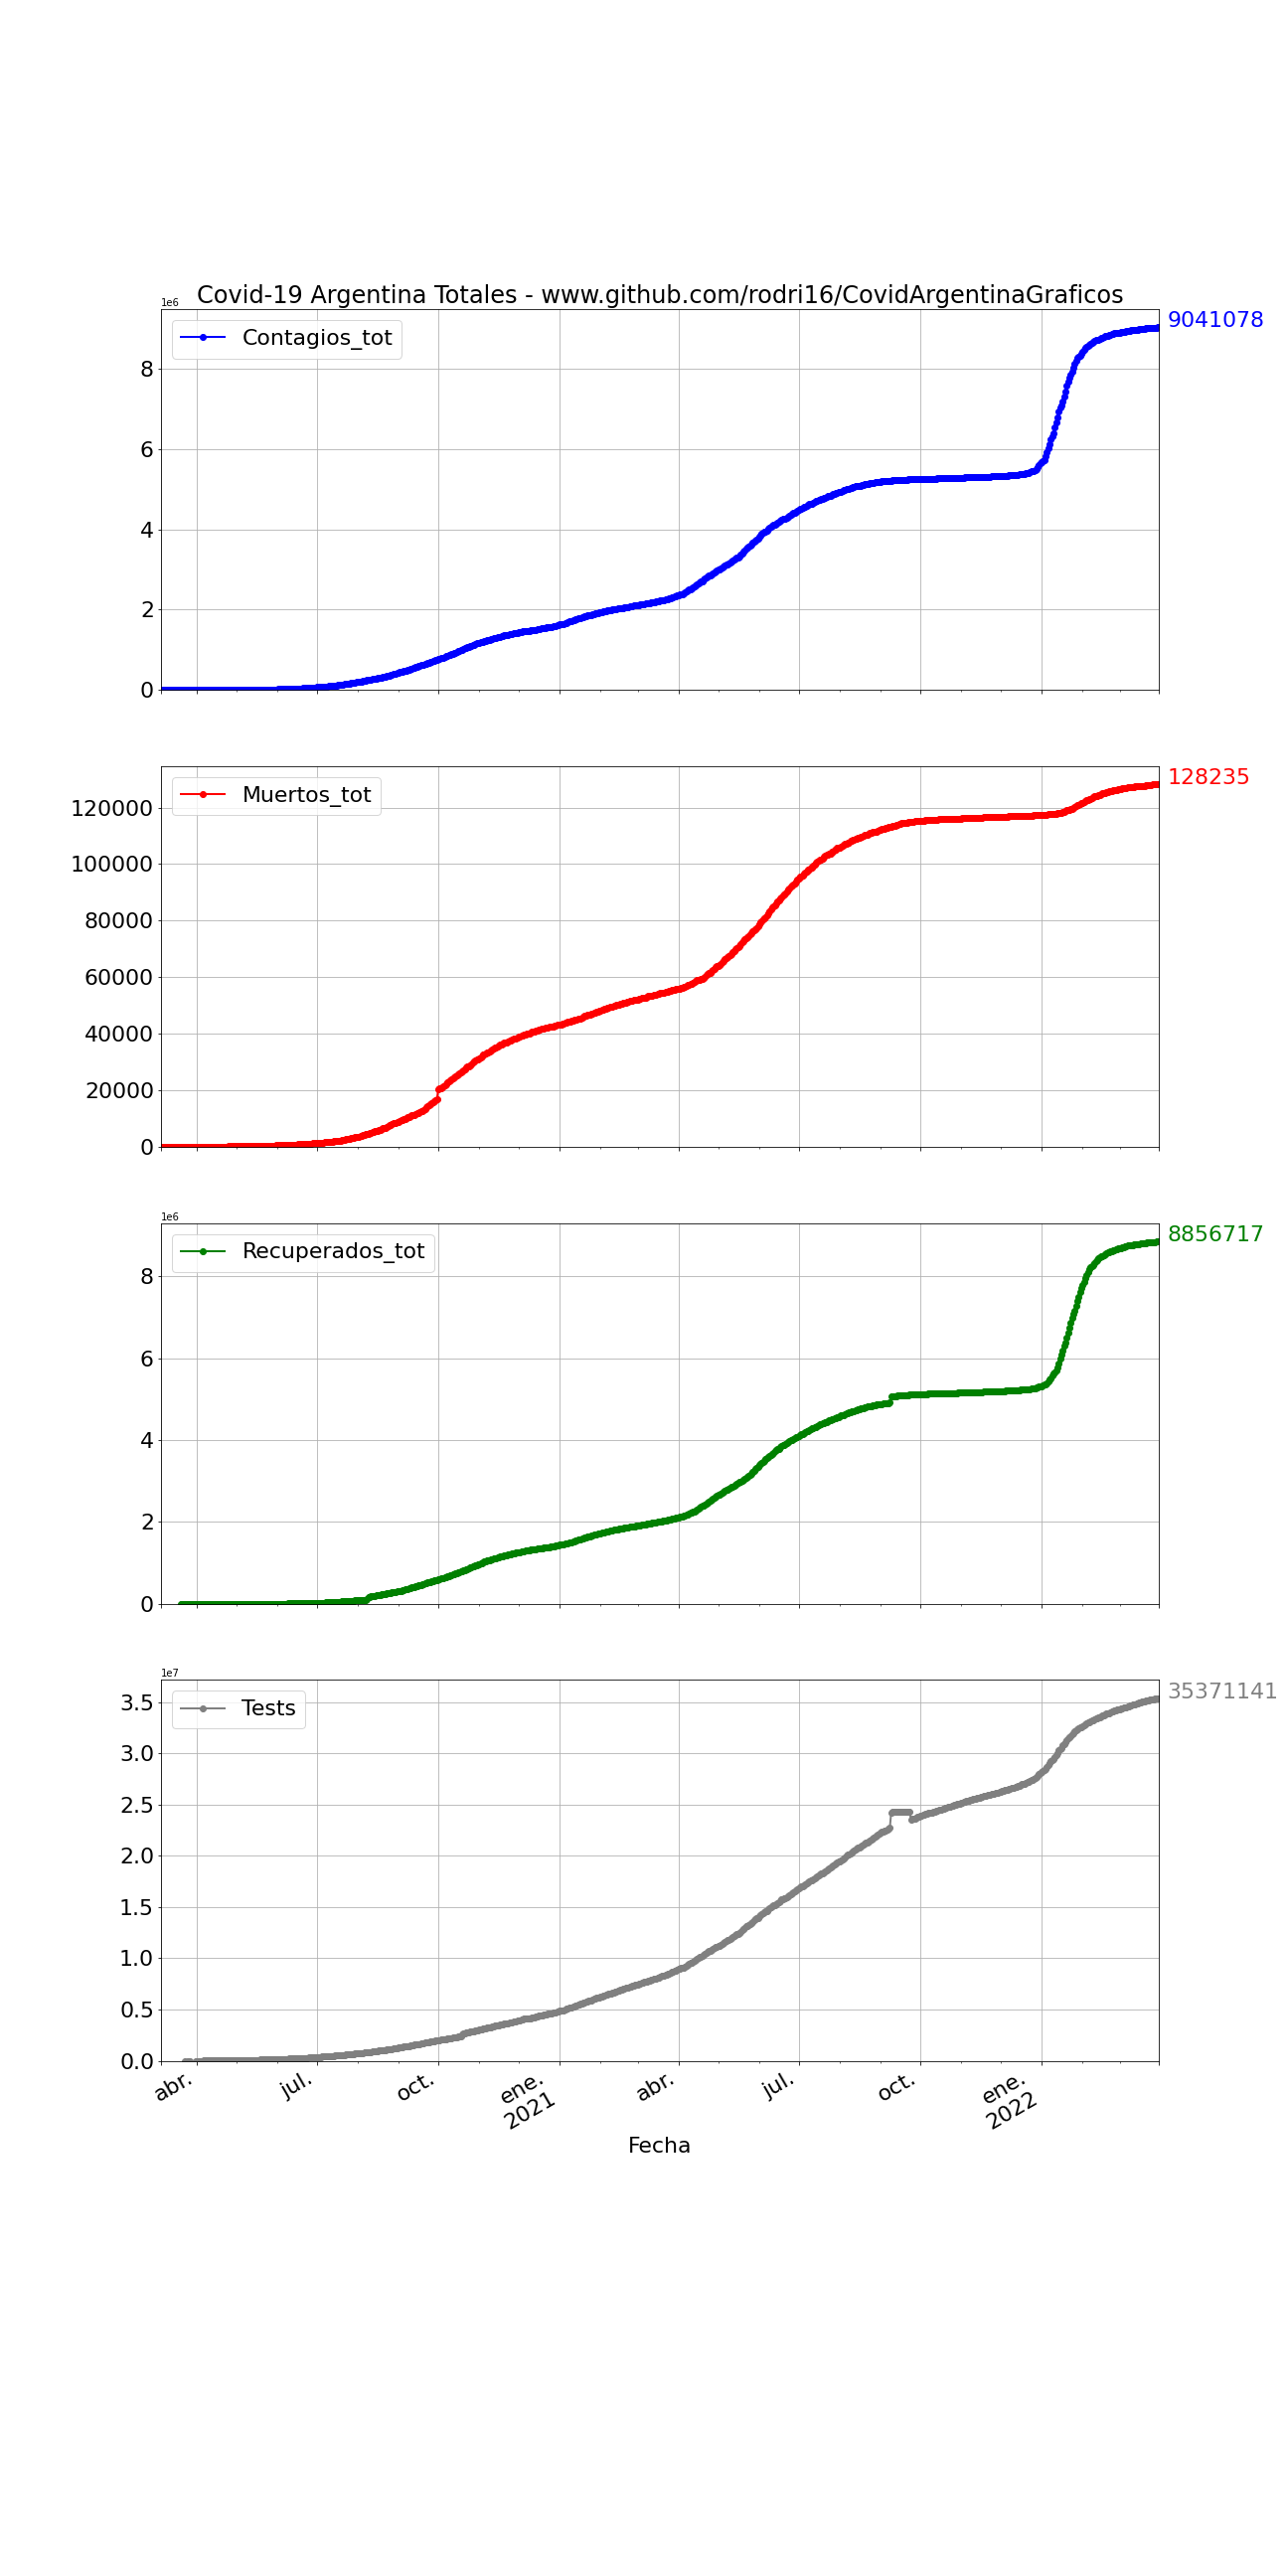 Covid-19 Argentina Totales - www.github.com/rodri16/CovidArgentinaGraficos
1e6
9041078
Contagios_tot
8
6
4
2
0
128235
Muertos_tot
120000
100000
80000
60000
40000
20000
0
1e6
8856717
Recuperados_tot
8
6
4
2
0
1e7
35371141
Tests
3.5
3.0
2.5
2.0
1.5
1.0
0.5
0.0
abr.
jul.
oct.
ene.
2021
abr.
jul.
oct.
ene.
2022
Fecha